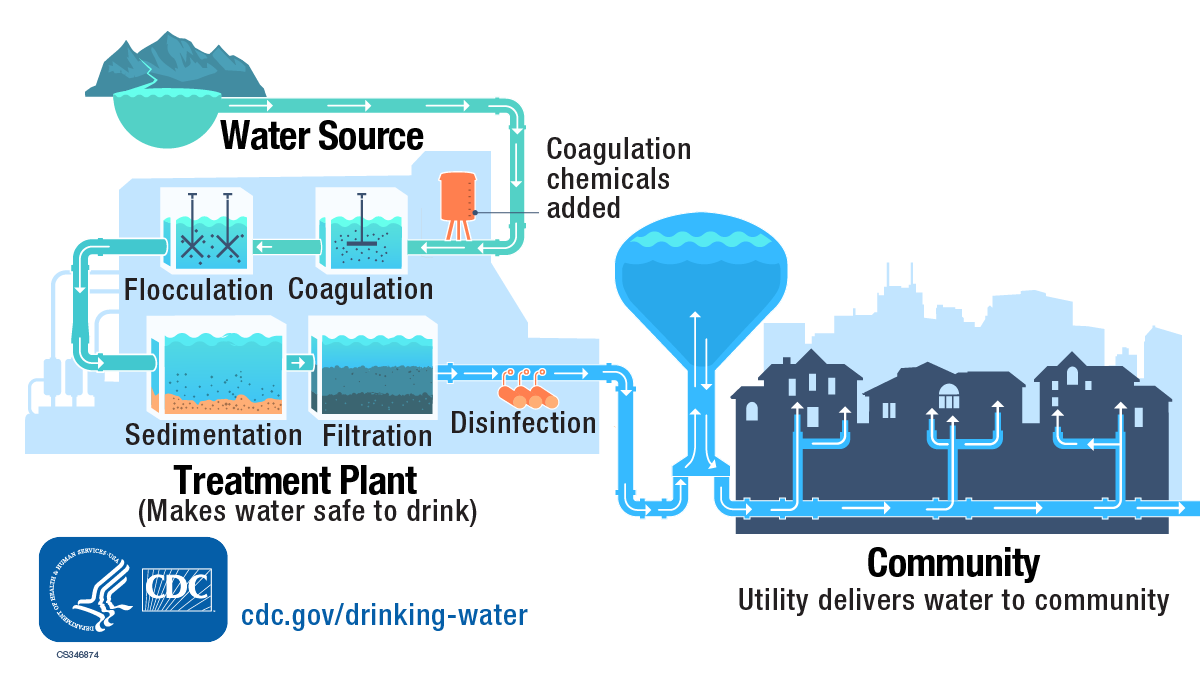 Water Source
Coagulation
chemicals
added
Flocculation
Coagulation
Sedimentation
Filtration
Disinfection
Treatment Plant
(Makes water safe to drink)
Community
Utility delivers water to community
DEPARTMENT OF HEALTH & HUMAN SERVICES·USA
CDC
cdc.gov/drinking-water
CS346874